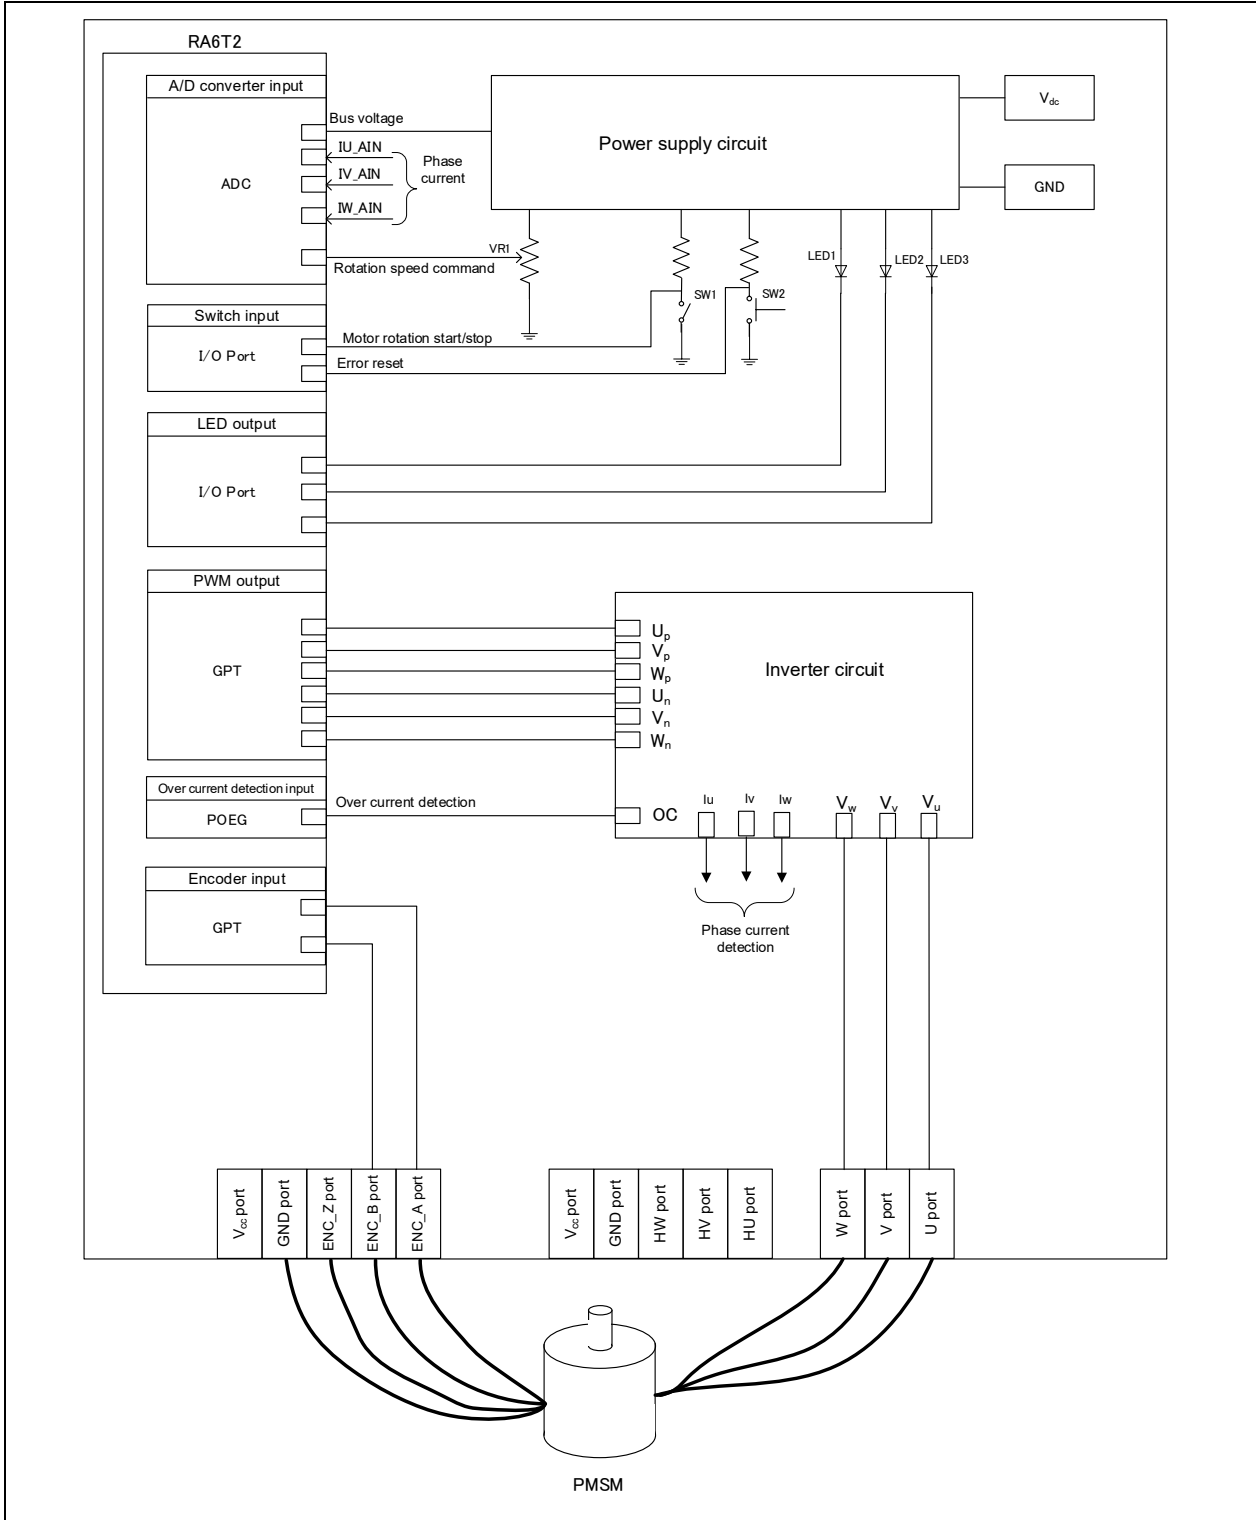 RA6T2
A/D converter input
ADC
Bus voltage
IU_AIN
IV_AIN
IW_AIN
Phase
current
Rotation speed command
VR1
Power supply circuit
Vdc
GND
SW1
SW2
LED1
LED2
LED3
Switch input
I/O Port
Motor rotation start/stop
Error reset
LED output
I/O Port
PWM output
GPT
Up
Vp
Wp
Un
Vn
Wn
Inverter circuit
Over current detection input
POEG
Over current detection
OC
Iu
Iv
Iw
Vw
Vv
Vu
Phase current
detection
Encoder input
GPT
Vcc port
GND port
ENC_Z port
ENC_B port
ENC_A port
Vcc port
GND port
HW port
HV port
HU port
W port
V port
U port
PMSM